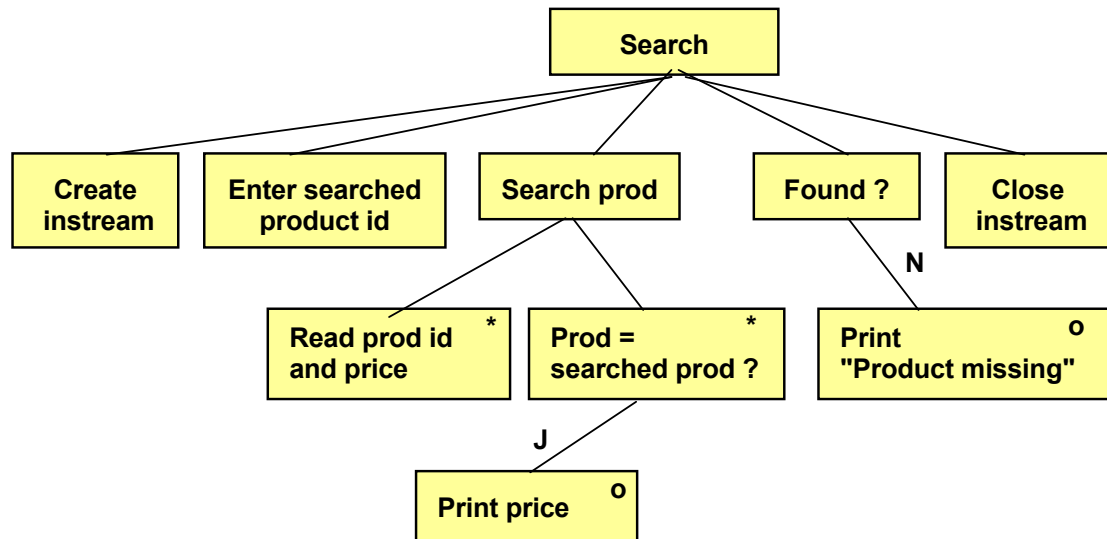 Search
Create
instream
Enter searched
product id
Search prod
Found ?
Close
instream
N
Read prod id *
and price
Prod = *
searched prod ?
Print o
"Product missing"
J
Print price o